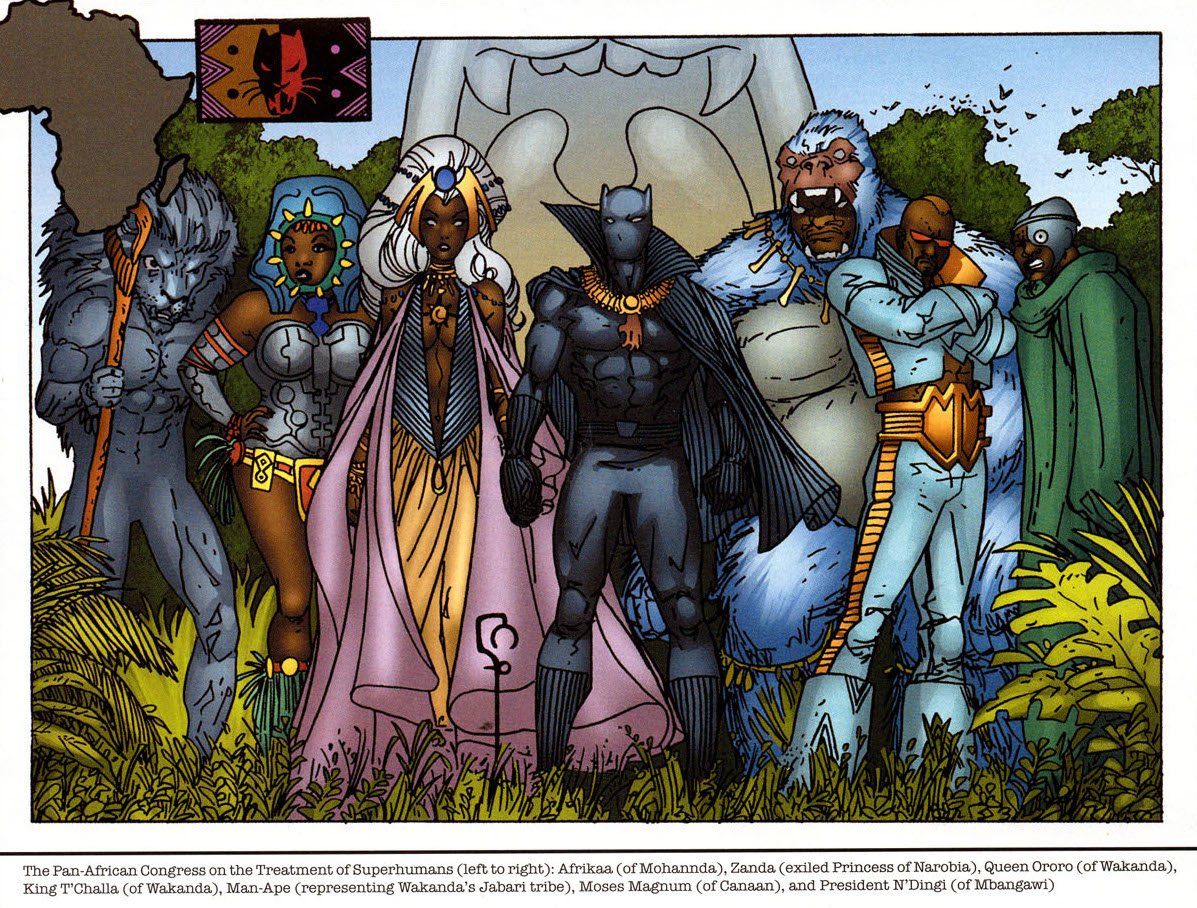 The Pan-African Congress on the Treatment of Superhumans (left to right): Afrikaa (of Mohannda), Zanda (exiled Princess of Narobia), Queen Ororo (of Wakanda),
King T'Challa (of Wakanda), Man-Ape (representing Wakanda's Jabari tribe), Moses Magnum (of Canaan), and President N'Dingi (of Mbangawi)